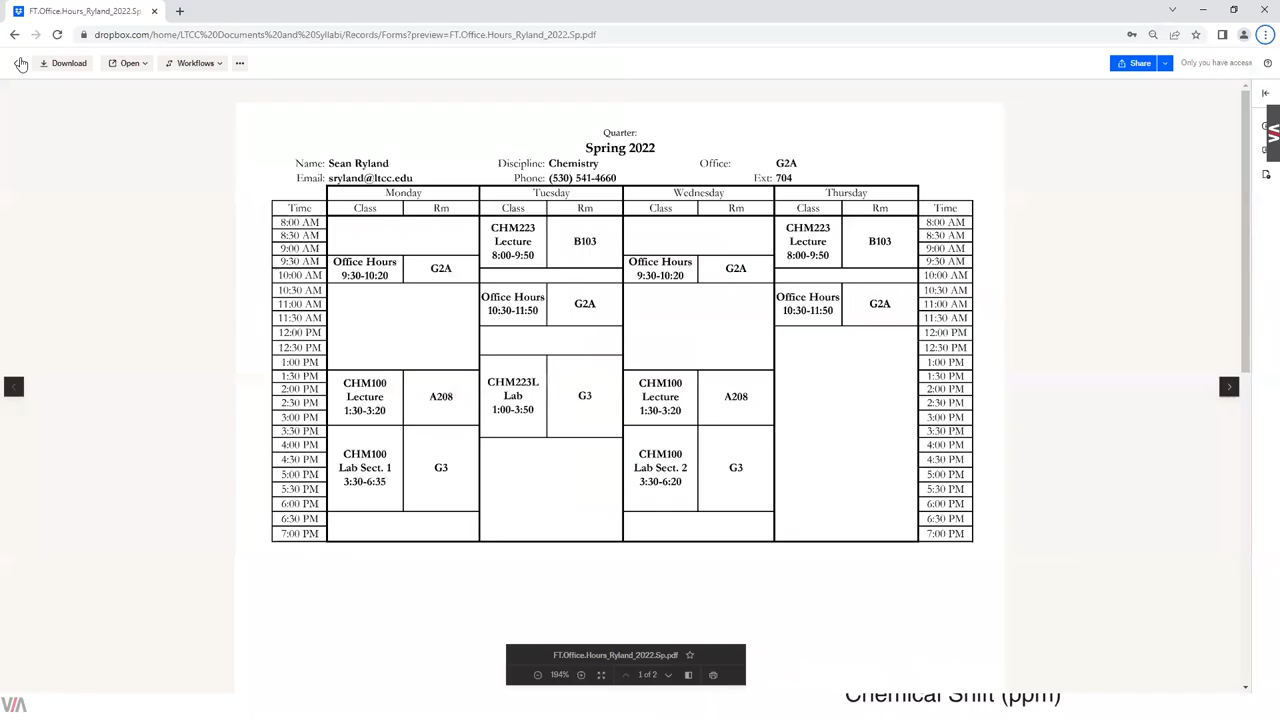 FT.Office.Hours_Ryland_2022.Sp.p
dropbox.com/home/LTCC%20Documents%20and%20Syllabi/Records/Forms?preview=FT.Office.Hours_Ryland_2022.Sp.pdf
Download Open Workflows Share Only you have access
Quarter:
Spring 2022
Name: Sean Ryland Discipline: Chemistry Office: G2A
Email: sryland@ltcc.edu Phone: (530) 541-4660 Ext: 704
Monday Tuesday Wednesday Thursday
Time Class Rm Class Rm Class Rm Class Rm Time
8:00 AM CHM223 CHM223 8:00 AM
8:30 AM Lecture B103 Lecture B103 8:30 AM
9:00 AM 8:00-9:50 8:00-9:50 9:00 AM
9:30 AM Office Hours G2A Office Hours G2A 9:30 AM
10:00 AM 9:30-10:20 9:30-10:20 10:00 AM
10:30 AM Office Hours Office Hours 10:30 AM
11:00 AM 10:30-11:50 G2A 10:30-11:50 G2A 11:00 AM
11:30 AM 11:30 AM
12:00 PM 12:00 PM
12:30 PM 12:30 PM
1:00 PM 1:00 PM
1:30 PM CHM100 CHM223L CHM100 1:30 PM
2:00 PM Lecture A208 Lab G3 Lecture A208 2:00 PM
2:30 PM 1:30-3:20 1:00-3:50 1:30-3:20 2:30 PM
3:00 PM 3:00 PM
3:30 PM 3:30 PM
4:00 PM CHM100 CHM100 4:00 PM
4:30 PM Lab Sect. 1 G3 Lab Sect. 2 G3 4:30 PM
5:00 PM 3:30-6:35 3:30-6:20 5:00 PM
5:30 PM 5:30 PM
6:00 PM 6:00 PM
6:30 PM 6:30 PM
7:00 PM 7:00 PM
FT.Office.Hours_Ryland_2022.Sp.pdf
194% 1 of 2
Chemical Shift (ppm)
VIA